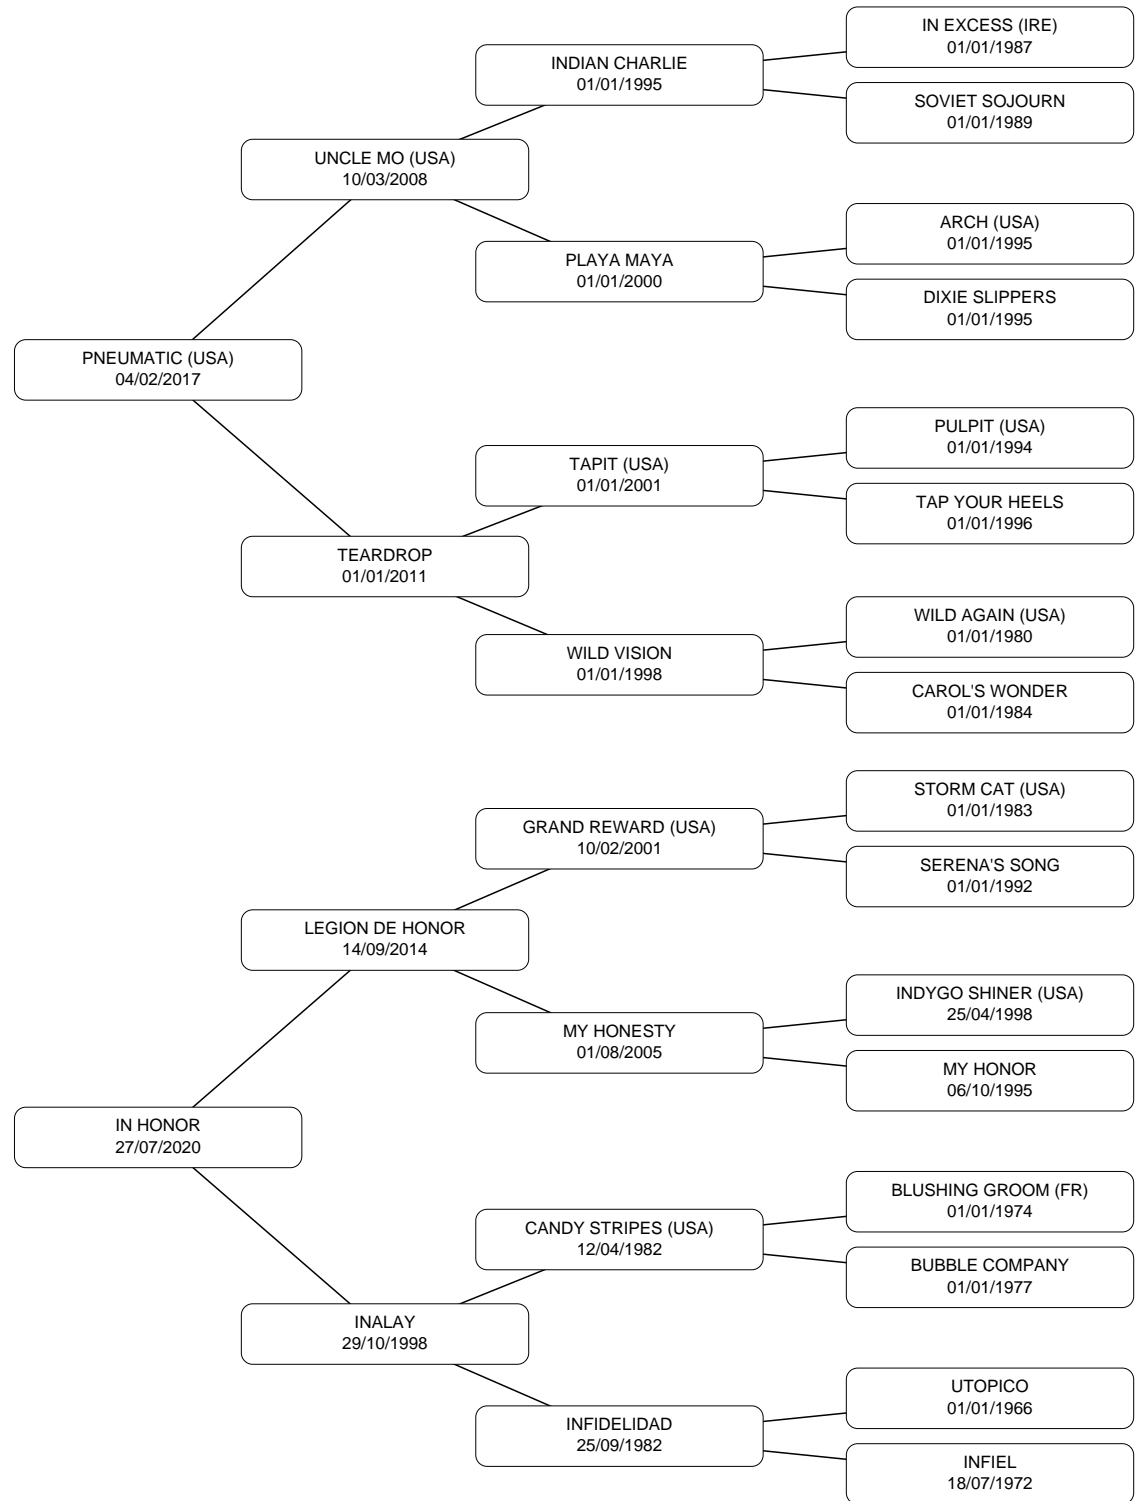 IN EXCESS (IRE)
01/01/1987
INDIAN CHARLIE
01/01/1995
SOVIET SOJOURN
01/01/1989
UNCLE MO (USA)
10/03/2008
ARCH (USA)
01/01/1995
PLAYA MAYA
01/01/2000
DIXIE SLIPPERS
01/01/1995
PNEUMATIC (USA)
04/02/2017
PULPIT (USA)
01/01/1994
TAPIT (USA)
01/01/2001
TAP YOUR HEELS
01/01/1996
TEARDROP
01/01/2011
WILD AGAIN (USA)
01/01/1980
WILD VISION
01/01/1998
CAROL'S WONDER
01/01/1984
STORM CAT (USA)
01/01/1983
GRAND REWARD (USA)
10/02/2001
SERENA'S SONG
01/01/1992
LEGION DE HONOR
14/09/2014
INDYGO SHINER (USA)
25/04/1998
MY HONESTY
01/08/2005
MY HONOR
06/10/1995
IN HONOR
27/07/2020
BLUSHING GROOM (FR)
01/01/1974
CANDY STRIPES (USA)
12/04/1982
BUBBLE COMPANY
01/01/1977
INALAY
29/10/1998
UTOPICO
01/01/1966
INFIDELIDAD
25/09/1982
INFIEL
18/07/1972